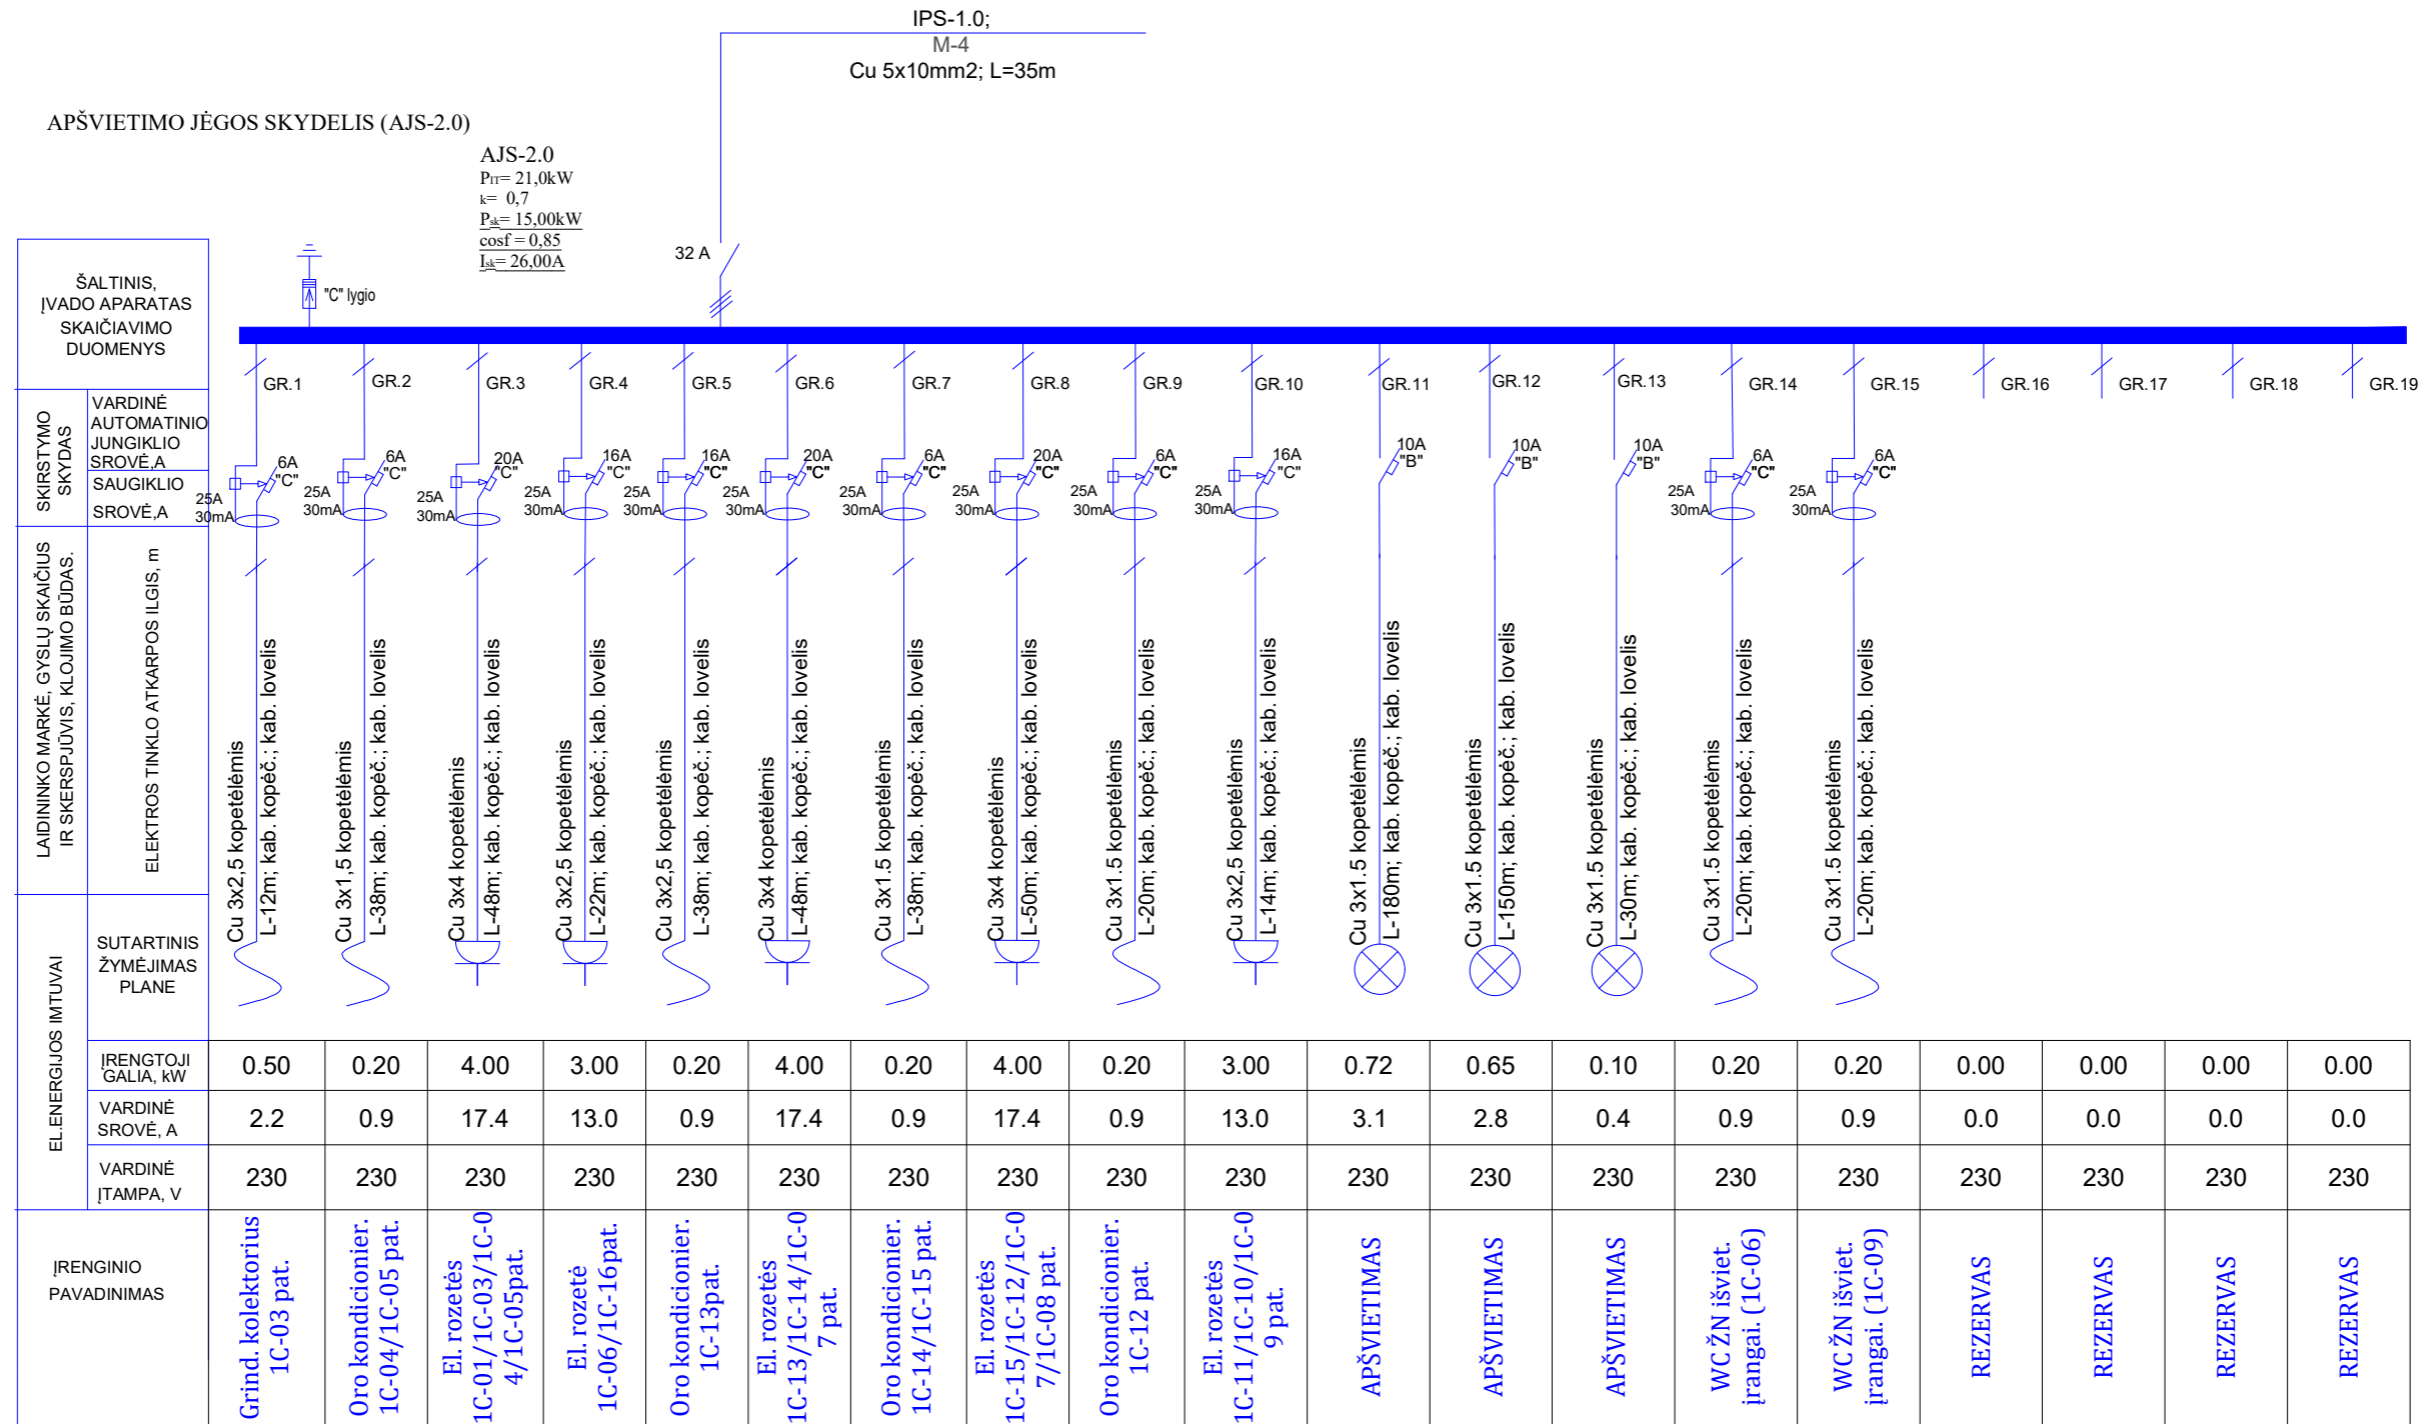 IPS-1.0;
M-4
Cu 5x10mm2; L=35m
APŠVIETIMO JĖGOS SKYDELIS (AJS-2.0)
AJS-2.0
PIT= 21,0kW
k= 0,7
Psk= 15,00kW
cosf = 0,85
Isk= 26,00A
32 A
"C" lygio
ŠALTINIS,
ĮVADO APARATAS
SKAIČIAVIMO
DUOMENYS
GR.1 GR.2 GR.3 GR.4 GR.5 GR.6 GR.7 GR.8 GR.9 GR.10 GR.11 GR.12 GR.13 GR.14 GR.15 GR.16 GR.17 GR.18 GR.19
SKIRSTYMO
SKYDAS
VARDINĖ
AUTOMATINIO
JUNGIKLIO
SROVĖ,A
SAUGIKLIO
SROVĖ,A
6A 6A 20A 16A 16A 20A 6A 20A 6A 16A 10A 10A 10A 6A 6A
"C" "C" "C" "C" "C" "C" "C" "C" "C" "C" "B" "B" "B" "C" "C"
25A 25A 25A 25A 25A 25A 25A 25A 25A 25A 25A 25A
30mA 30mA 30mA 30mA 30mA 30mA 30mA 30mA 30mA 30mA 30mA 30mA
LAIDININKO MARKĖ, GYSLŲ SKAIČIUS
IR SKERSPJŪVIS, KLOJIMO BŪDAS.
ELEKTROS TINKLO ATKARPOS ILGIS, m
Cu 3x2,5 kopetėlėmis
L-12m; kab. kopėč.; kab. lovelis
Cu 3x1,5 kopetėlėmis
L-38m; kab. kopėč.; kab. lovelis
Cu 3x4 kopetėlėmis
L-48m; kab. kopėč.; kab. lovelis
Cu 3x2,5 kopetėlėmis
L-22m; kab. kopėč.; kab. lovelis
Cu 3x2,5 kopetėlėmis
L-38m; kab. kopėč.; kab. lovelis
Cu 3x4 kopetėlėmis
L-48m; kab. kopėč.; kab. lovelis
Cu 3x1.5 kopetėlėmis
L-38m; kab. kopėč.; kab. lovelis
Cu 3x4 kopetėlėmis
L-50m; kab. kopėč.; kab. lovelis
Cu 3x1.5 kopetėlėmis
L-20m; kab. kopėč.; kab. lovelis
Cu 3x2,5 kopetėlėmis
L-14m; kab. kopėč.; kab. lovelis
Cu 3x1.5 kopetėlėmis
L-180m; kab. kopėč.; kab. lovelis
Cu 3x1.5 kopetėlėmis
L-150m; kab. kopėč.; kab. lovelis
Cu 3x1.5 kopetėlėmis
L-30m; kab. kopėč.; kab. lovelis
Cu 3x1.5 kopetėlėmis
L-20m; kab. kopėč.; kab. lovelis
Cu 3x1.5 kopetėlėmis
L-20m; kab. kopėč.; kab. lovelis
EL.ENERGIJOS IMITUVAI
SUTARTINIS
ŽYMĖJIMAS
PLANE
ĮRENGTOJI
GALIA, kW
0.50 0.20 4.00 3.00 0.20 4.00 0.20 4.00 0.20 3.00 0.72 0.65 0.10 0.20 0.20 0.00 0.00 0.00 0.00
VARDINĖ
SROVĖ, A
2.2 0.9 17.4 13.0 0.9 17.4 0.9 17.4 0.9 13.0 3.1 2.8 0.4 0.9 0.9 0.0 0.0 0.0 0.0
VARDINĖ
ĮTAMPA, V
230 230 230 230 230 230 230 230 230 230 230 230 230 230 230 230 230 230 230
ĮRENGINIO
PAVADINIMAS
Grind. kolektorius
1C-03 pat.
Oro kondicionier.
1C-04/1C-05 pat.
El. rozetės
1C-01/1C-03/1C-0
4/1C-05pat.
El. rozetė
1C-06/1C-16pat.
Oro kondicionier.
1C-13pat.
El. rozetės
1C-13/1C-14/1C-0
7 pat.
Oro kondicionier.
1C-14/1C-15 pat.
El. rozetės
1C-15/1C-12/1C-0
7/1C-08 pat.
Oro kondicionier.
1C-12 pat.
El. rozetės
1C-11/1C-10/1C-0
9 pat.
APŠVIETIMAS
APŠVIETIMAS
APŠVIETIMAS
WC ŽN išviet.
įrangai. (1C-06)
WC ŽN išviet.
įrangai. (1C-09)
REZERVAS
REZERVAS
REZERVAS
REZERVAS